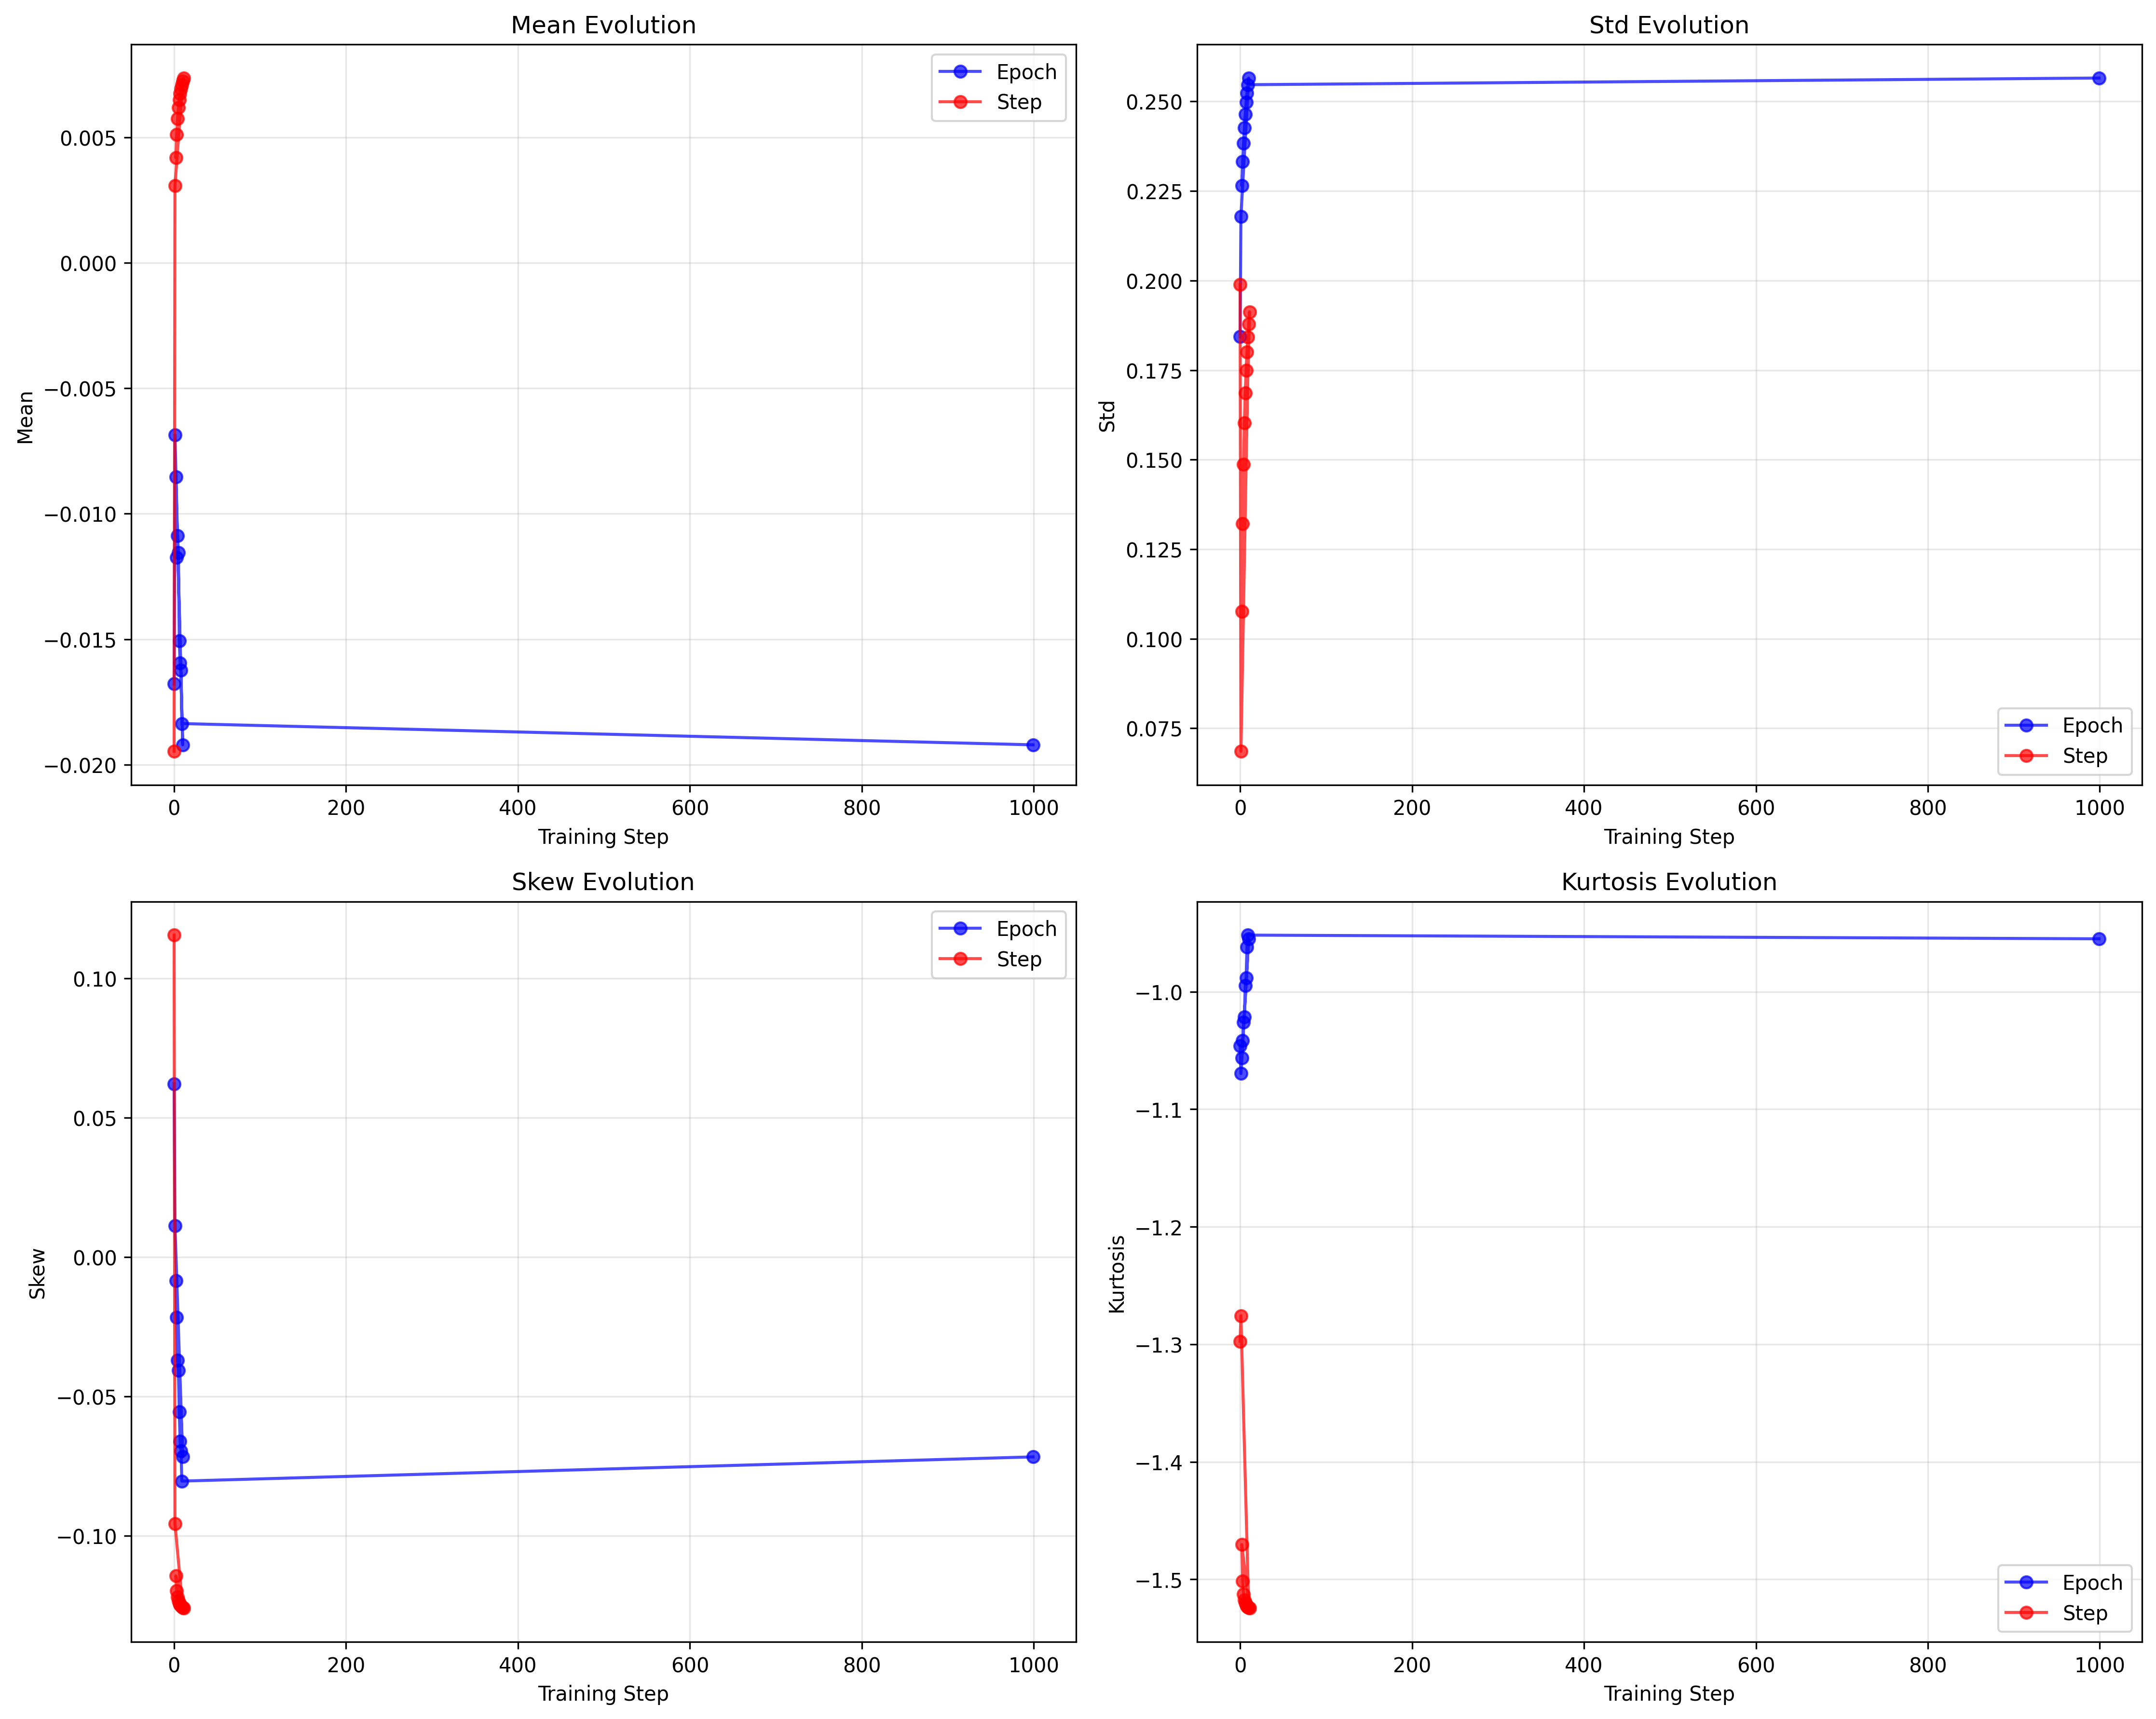 Mean Evolution
Epoch
Step
0.005
0.000
−0.005
−0.010
−0.015
−0.020
Mean
0
200
400
600
800
1000
Training Step
Std Evolution
0.250
0.225
0.200
0.175
0.150
0.125
0.100
0.075
Std
Epoch
Step
0
200
400
600
800
1000
Training Step
Skew Evolution
Epoch
Step
0.10
0.05
0.00
−0.05
−0.10
Skew
0
200
400
600
800
1000
Training Step
Kurtosis Evolution
−1.0
−1.1
−1.2
−1.3
−1.4
−1.5
Kurtosis
Epoch
Step
0
200
400
600
800
1000
Training Step